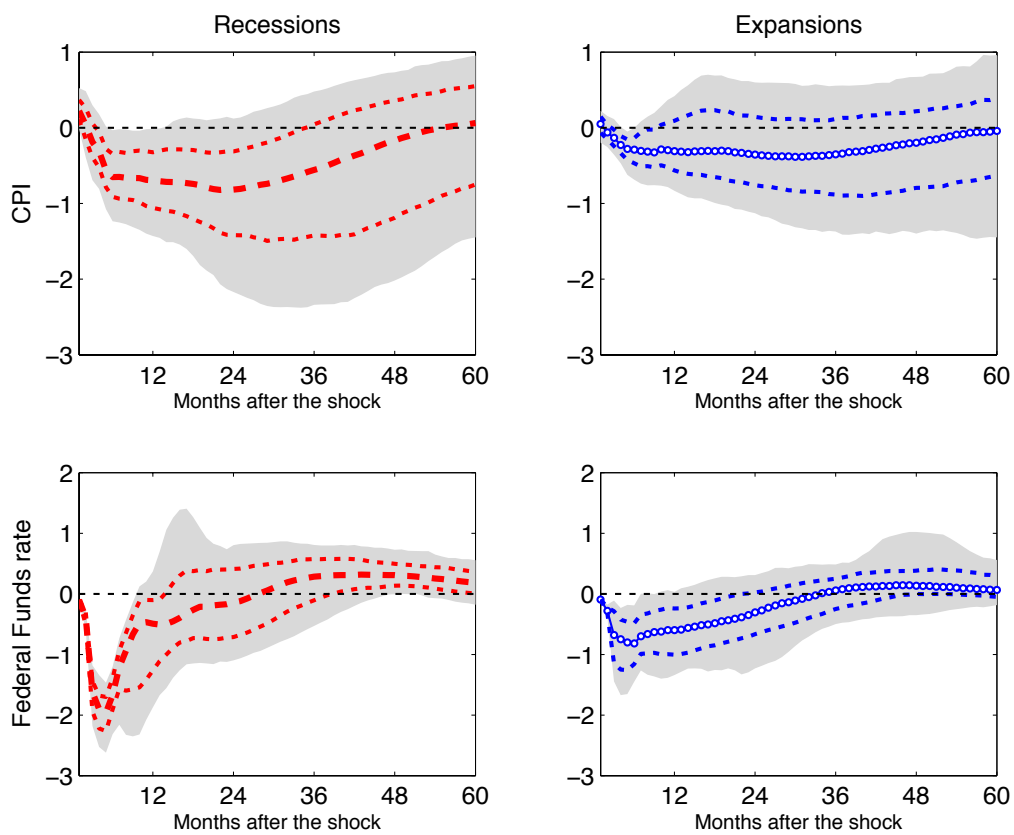 Recessions
Expansions
CPI
1
0
−1
−2
−3
12 24 36 48 60
Months after the shock
1
0
−1
−2
−3
12 24 36 48 60
Months after the shock
Federal Funds rate
2
1
0
−1
−2
−3
12 24 36 48 60
Months after the shock
2
1
0
−1
−2
−3
12 24 36 48 60
Months after the shock